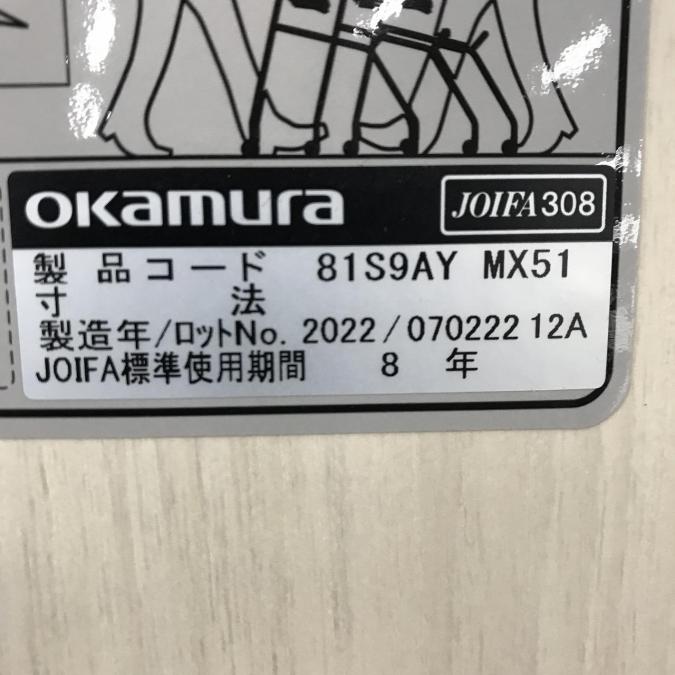 okamura JOIFA308
製品コード 81S9AY MX51
寸法
製造年/ロットNo. 2022/070222 12A
JOIFA標準使用期間 8年